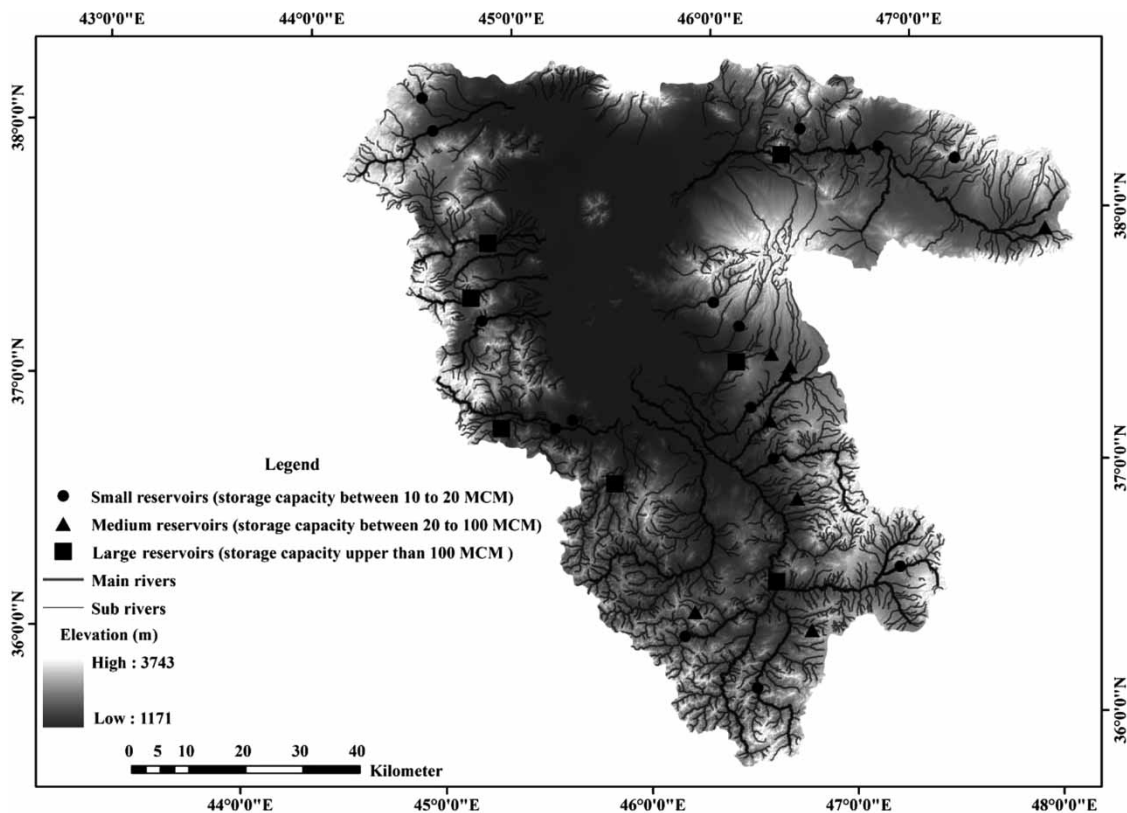 43°0'0"E 44°0'0"E 45°0'0"E 46°0'0"E 47°0'0"E
38°0'0"N
38°0'0"N
37°0'0"N
37°0'0"N
36°0'0"N
36°0'0"N
Legend
Small reservoirs (storage capacity between 10 to 20 MCM)
Medium reservoirs (storage capacity between 20 to 100 MCM)
Large reservoirs (storage capacity upper than 100 MCM )
Main rivers
Sub rivers
Elevation (m)
High : 3743
Low : 1171
0 5 10 20 30 40
Kilometer
44°0'0"E 45°0'0"E 46°0'0"E 47°0'0"E 48°0'0"E